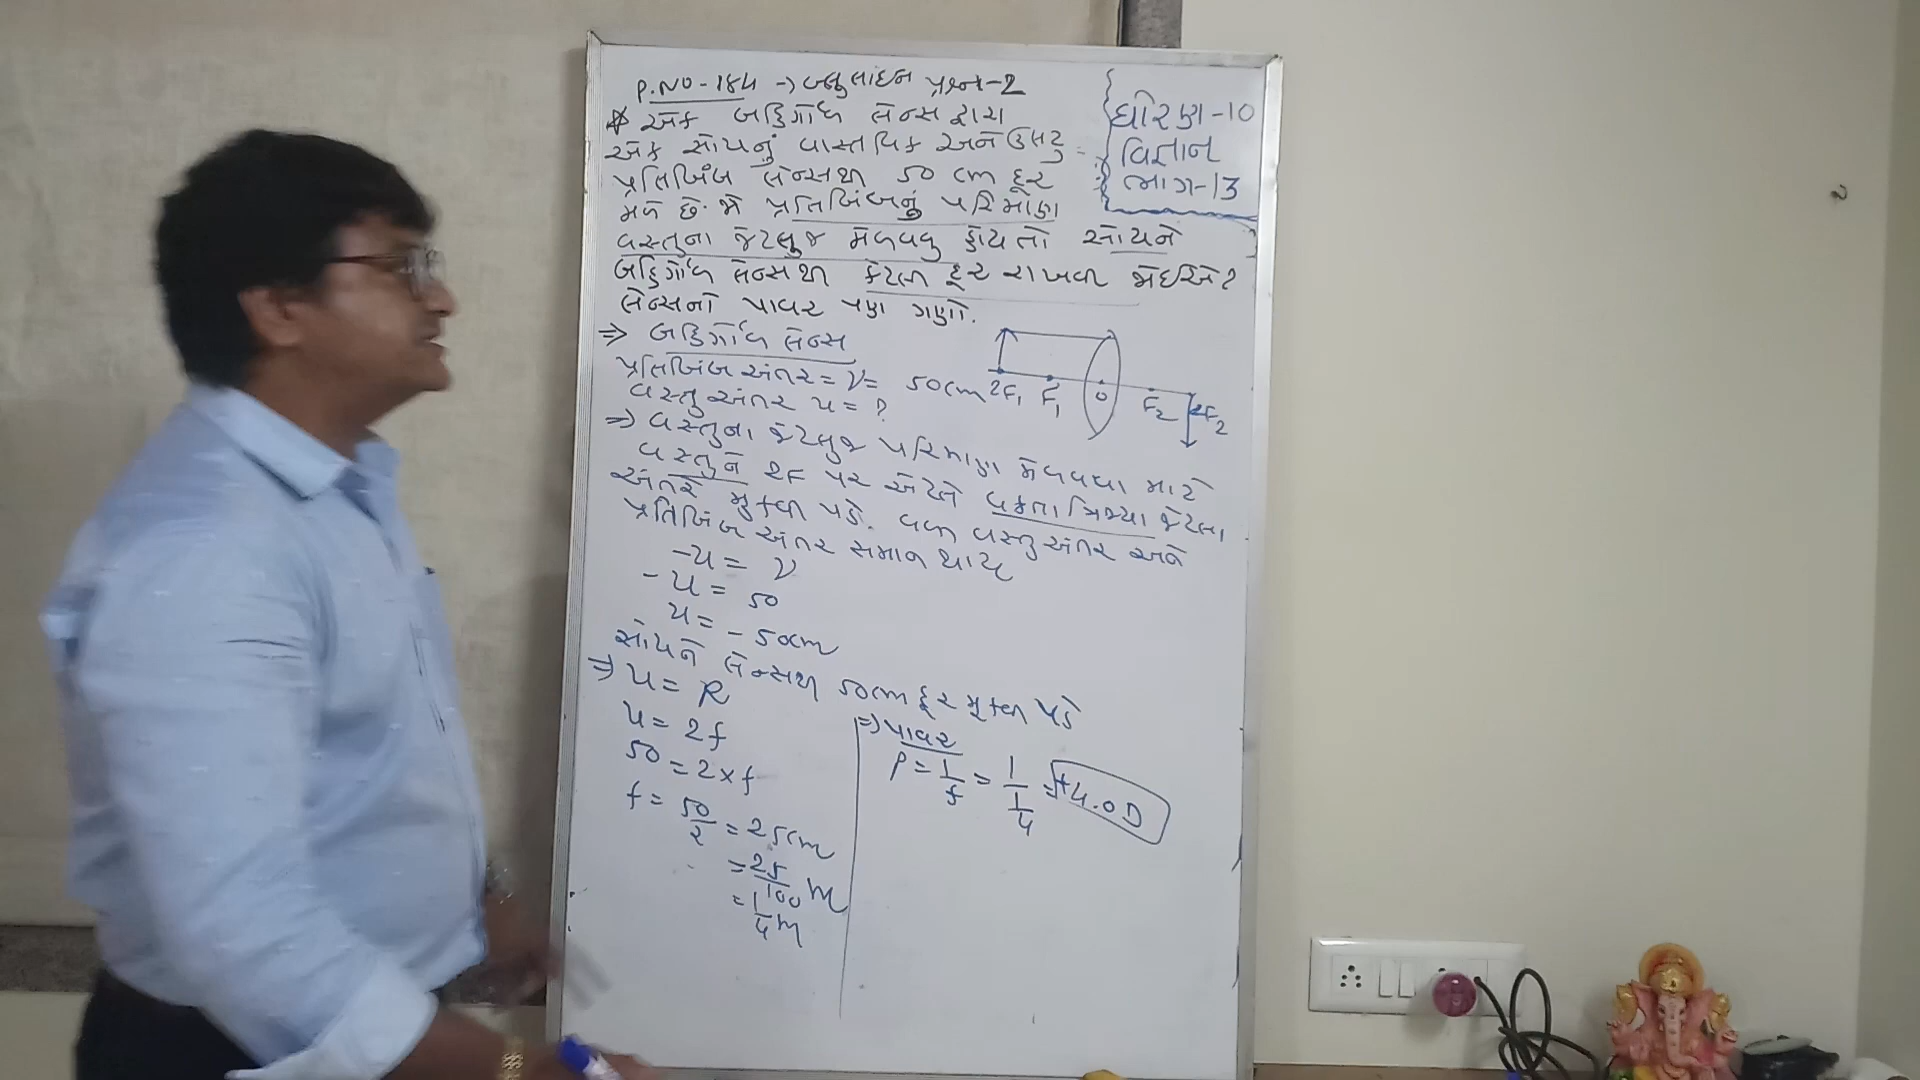 P.NO-184 → બ્લુ લાઇન પ્રશ્ન-2
* એક બહિર્ગોળ લેન્સ દ્વારા
એક સોયનું વાસ્તવિક અને ઉલટુ
પ્રતિબિંબ લેન્સથી 50 cm દૂર
મળે છે. જો પ્રતિબિંબનું પરિમાણ
વસ્તુના જેટલુજ મેળવવુ હોય તો સોયને
બહિર્ગોળ લેન્સથી કેટલી દૂર રાખવી જોઇએ?
લેન્સનો પાવર પણ ગણો.
ધોરણ-10
વિજ્ઞાન
ભાગ-13
⇒ બહિર્ગોળ લેન્સ
પ્રતિબિંબ અંતર = v = 50cm
વસ્તુ અંતર u = ?
2F₁ F₁ O F₂ 2F₂
⇒ વસ્તુના જેટલુજ પરિમાણ મેળવવા માટે
વસ્તુને 2F પર એટલે વક્રતા ત્રિજ્યા જેટલા
અંતરે મુકવી પડે. વળી વસ્તુઅંતર અને
પ્રતિબિંબ અંતર સમાન થાય
-u = v
-u = 50
u = -50cm
સોયને લેન્સથી 50cm દૂર મૂકવી પડે
⇒ u = R
u = 2f
50 = 2×f
f = 50/2 = 25cm
= 25/100 m
= 1/4 m
⇒ પાવર
P = 1/f = 1/(1/4) = +4.0D